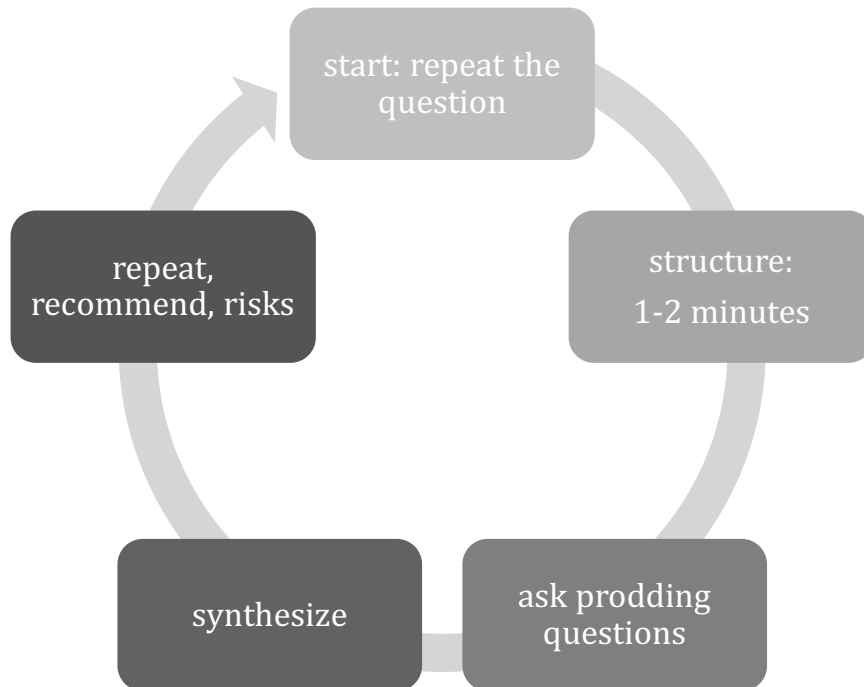 start: repeat the
question
structure:
1-2 minutes
ask prodding
questions
synthesize
repeat,
recommend, risks